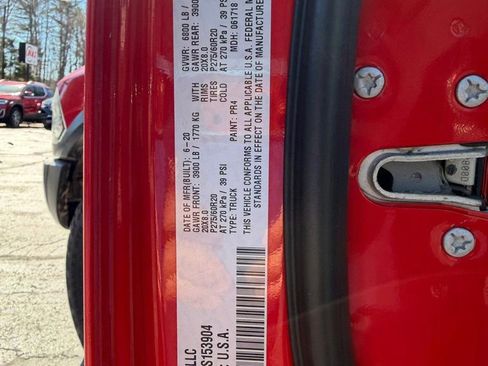 LLC
DATE OF MFR(BUILT): 6-20
GVWR: 6800 LB /
GAWR FRONT: 3900 LB / 1770 KG WITH
GAWR REAR: 3900
20X8.0 RIMS 20X8.0
P275/60R20 TIRES P275/60R20
AT 270 kPa / 39 PSI COLD AT 270 kPa / 39 PSI
TYPE: TRUCK PAINT: PR4 MDH: 061718
THIS VEHICLE CONFORMS TO ALL APPLICABLE U.S.A. FEDERAL M
STANDARDS IN EFFECT ON THE DATE OF MANUFACTURE
S153904
: U.S.A.